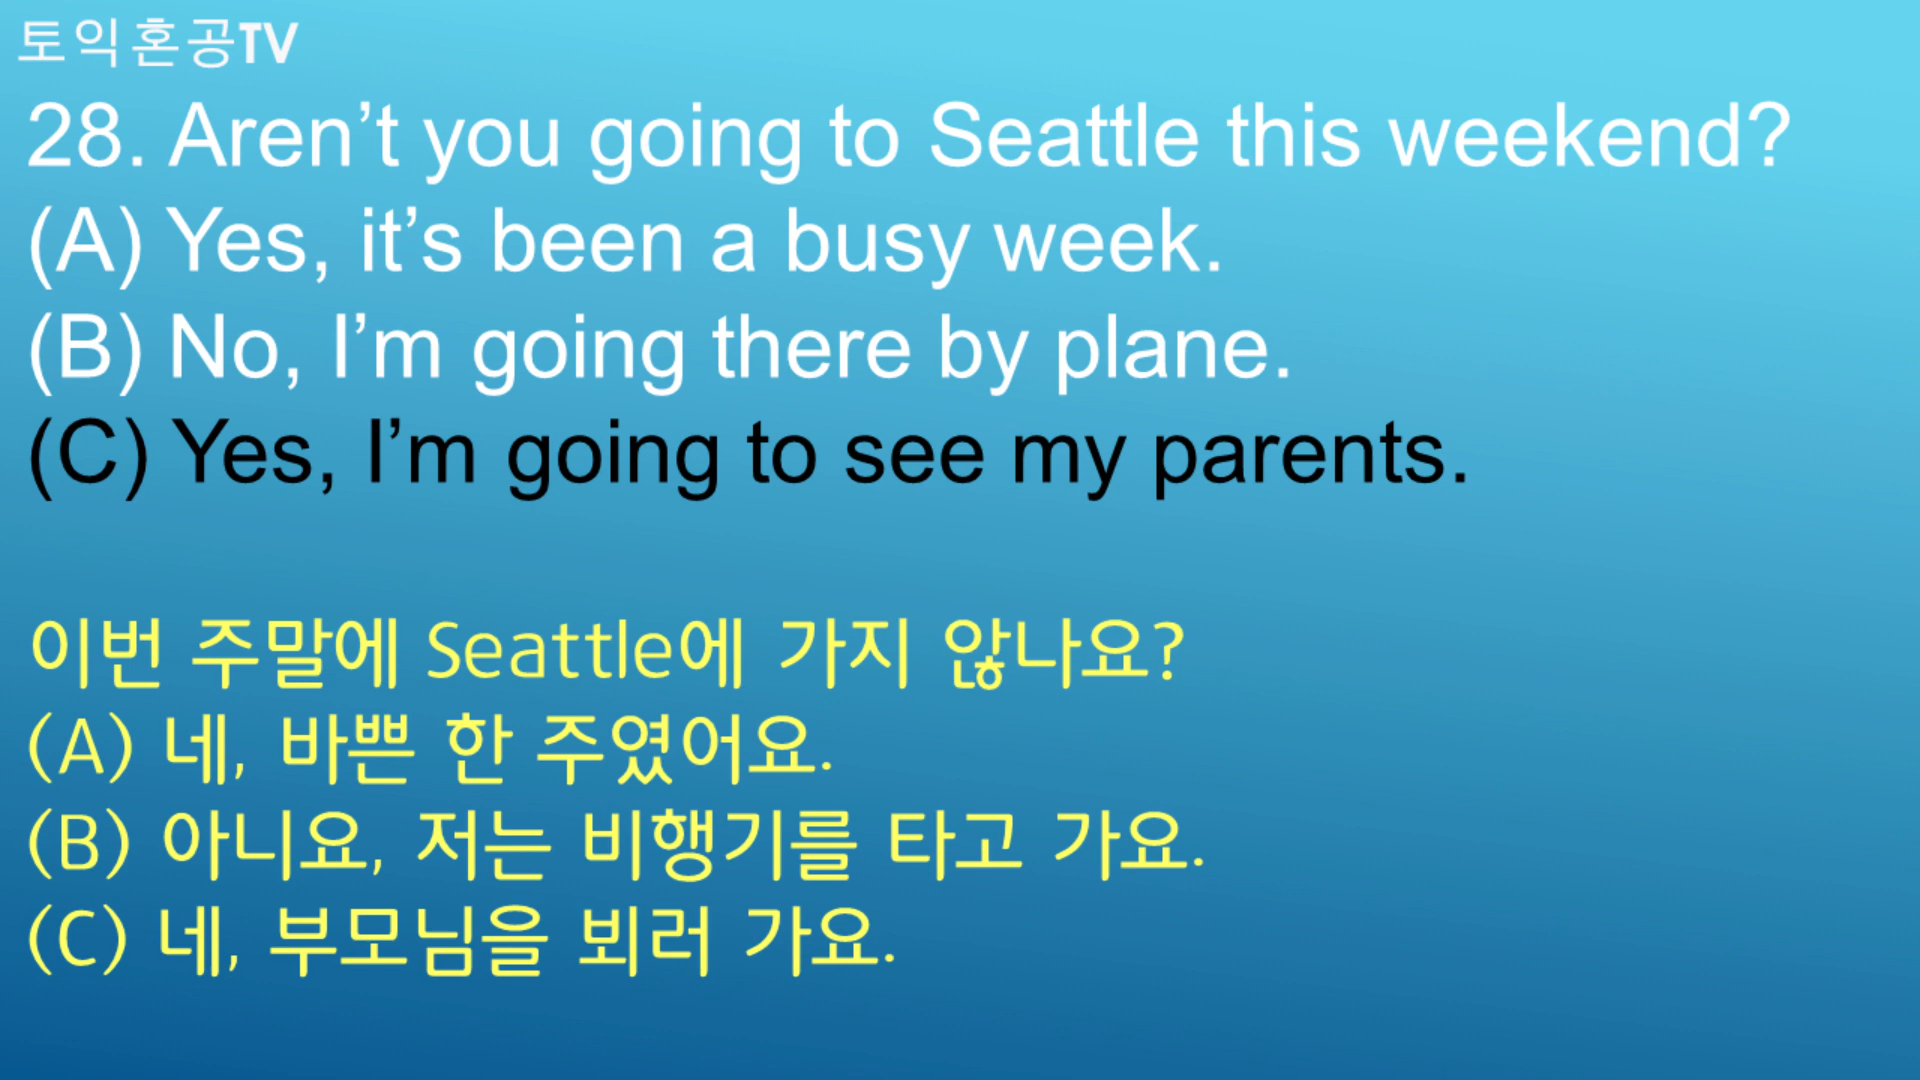 토익혼공TV
28. Aren’t you going to Seattle this weekend?
(A) Yes, it’s been a busy week.
(B) No, I’m going there by plane.
(C) Yes, I’m going to see my parents.
이번 주말에 Seattle에 가지 않나요?
(A) 네, 바쁜 한 주였어요.
(B) 아니요, 저는 비행기를 타고 가요.
(C) 네, 부모님을 뵈러 가요.